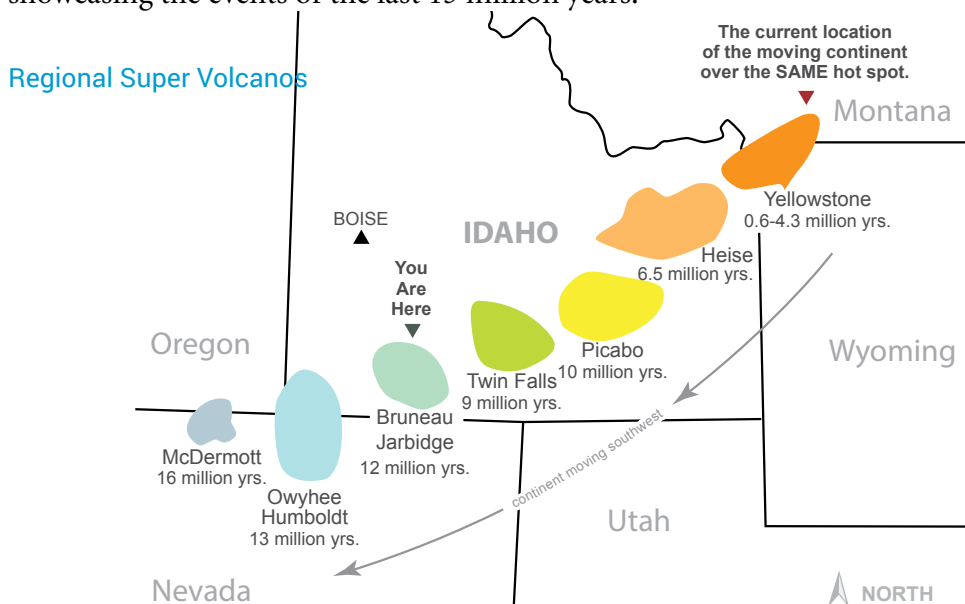 showcasing the events of the last 15 million years.
The current location
of the moving continent
over the SAME hot spot.
Regional Super Volcanos
Montana
Yellowstone
0.6-4.3 million yrs.
BOISE
IDAHO
Heise
6.5 million yrs.
You
Are
Here
Oregon
Wyoming
Picabo
10 million yrs.
Twin Falls
9 million yrs.
Bruneau
Jarbidge
12 million yrs.
continent moving southwest
McDermott
16 million yrs.
Owyhee
Humboldt
13 million yrs.
Utah
Nevada
NORTH